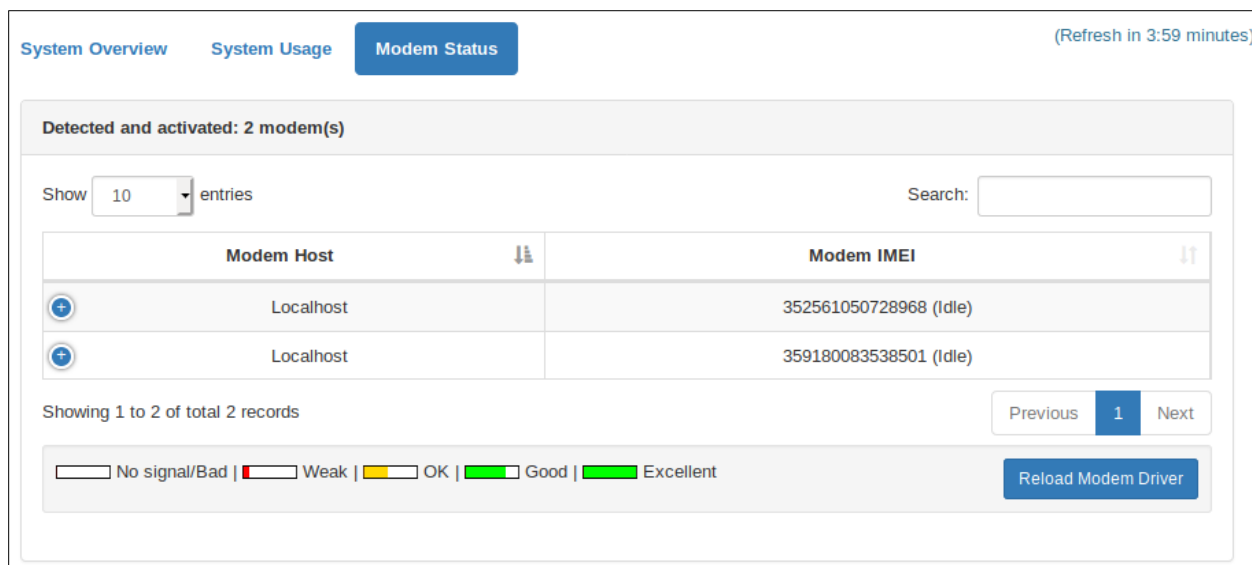 System Overview System Usage Modem Status (Refresh in 3:59 minutes)
Detected and activated: 2 modem(s)
Show 10 entries Search:
Modem Host Modem IMEI
Localhost 352561050728968 (Idle)
Localhost 359180083538501 (Idle)
Showing 1 to 2 of total 2 records Previous 1 Next
No signal/Bad | Weak | OK | Good | Excellent Reload Modem Driver